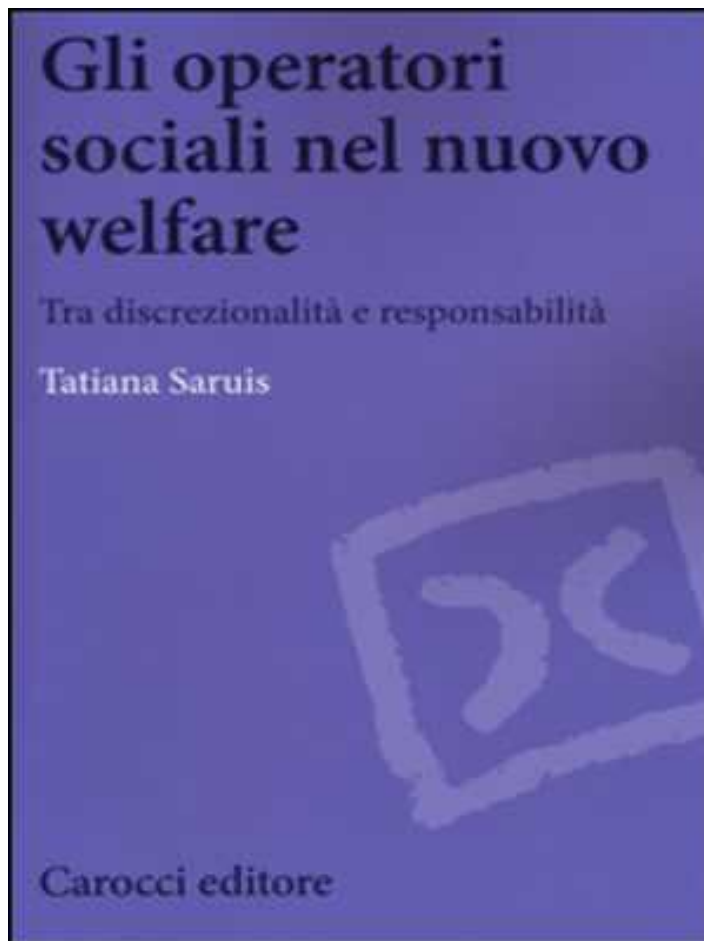 Gli operatori
sociali nel nuovo
welfare
Tra discrezionalità e responsabilità
Tatiana Saruis
Carocci editore